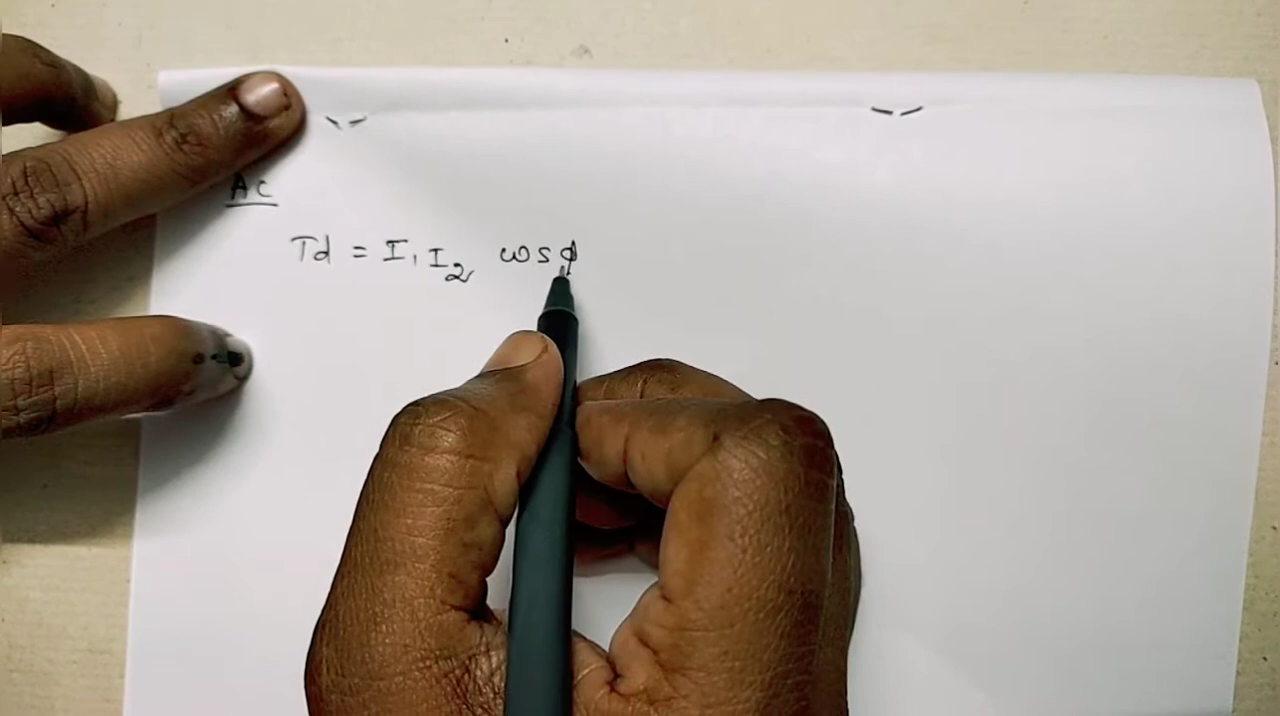 AC
Td = I₁ I₂ cos ϕ